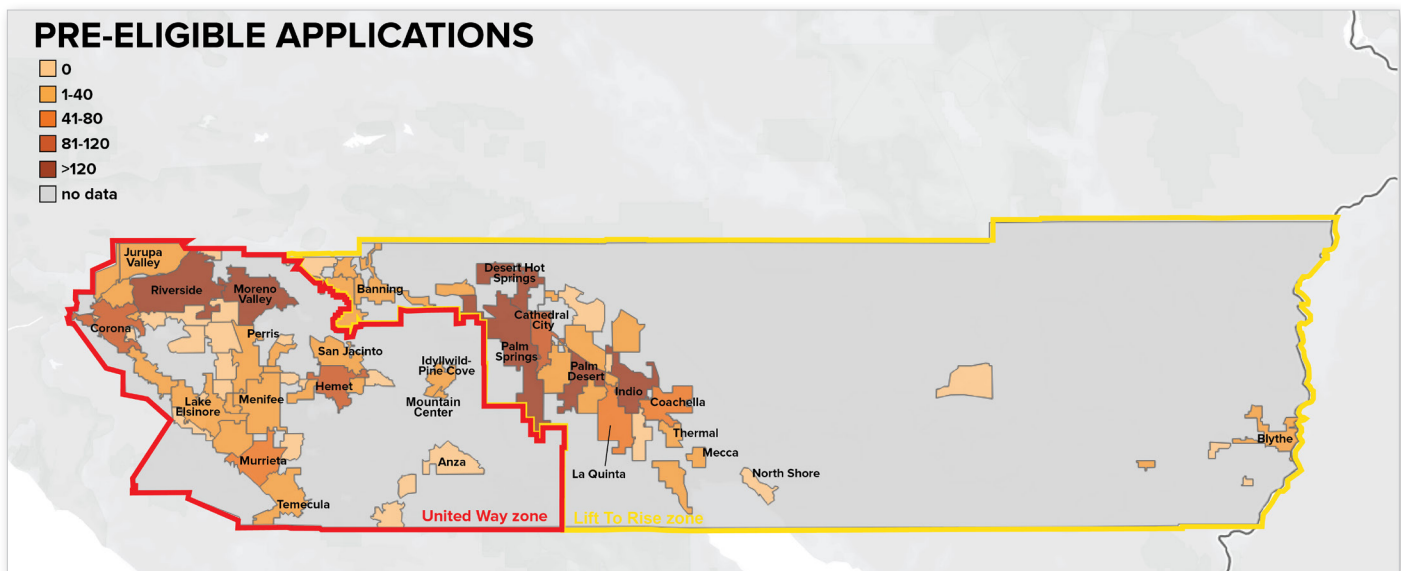 PRE-ELIGIBLE APPLICATIONS
0
1-40
41-80
81-120
>120
no data
Jurupa
Valley
Riverside
Moreno
Valley
Corona
Perris
Banning
San Jacinto
Hemet
Idyllwild-
Pine Cove
Mountain
Center
Lake
Elsinore
Menifee
Murrieta
Temecula
Anza
Desert Hot
Springs
Cathedral
City
Palm
Springs
Palm
Desert
Indio
Coachella
La Quinta
Thermal
Mecca
North Shore
Blythe
United Way zone
Lift To Rise zone